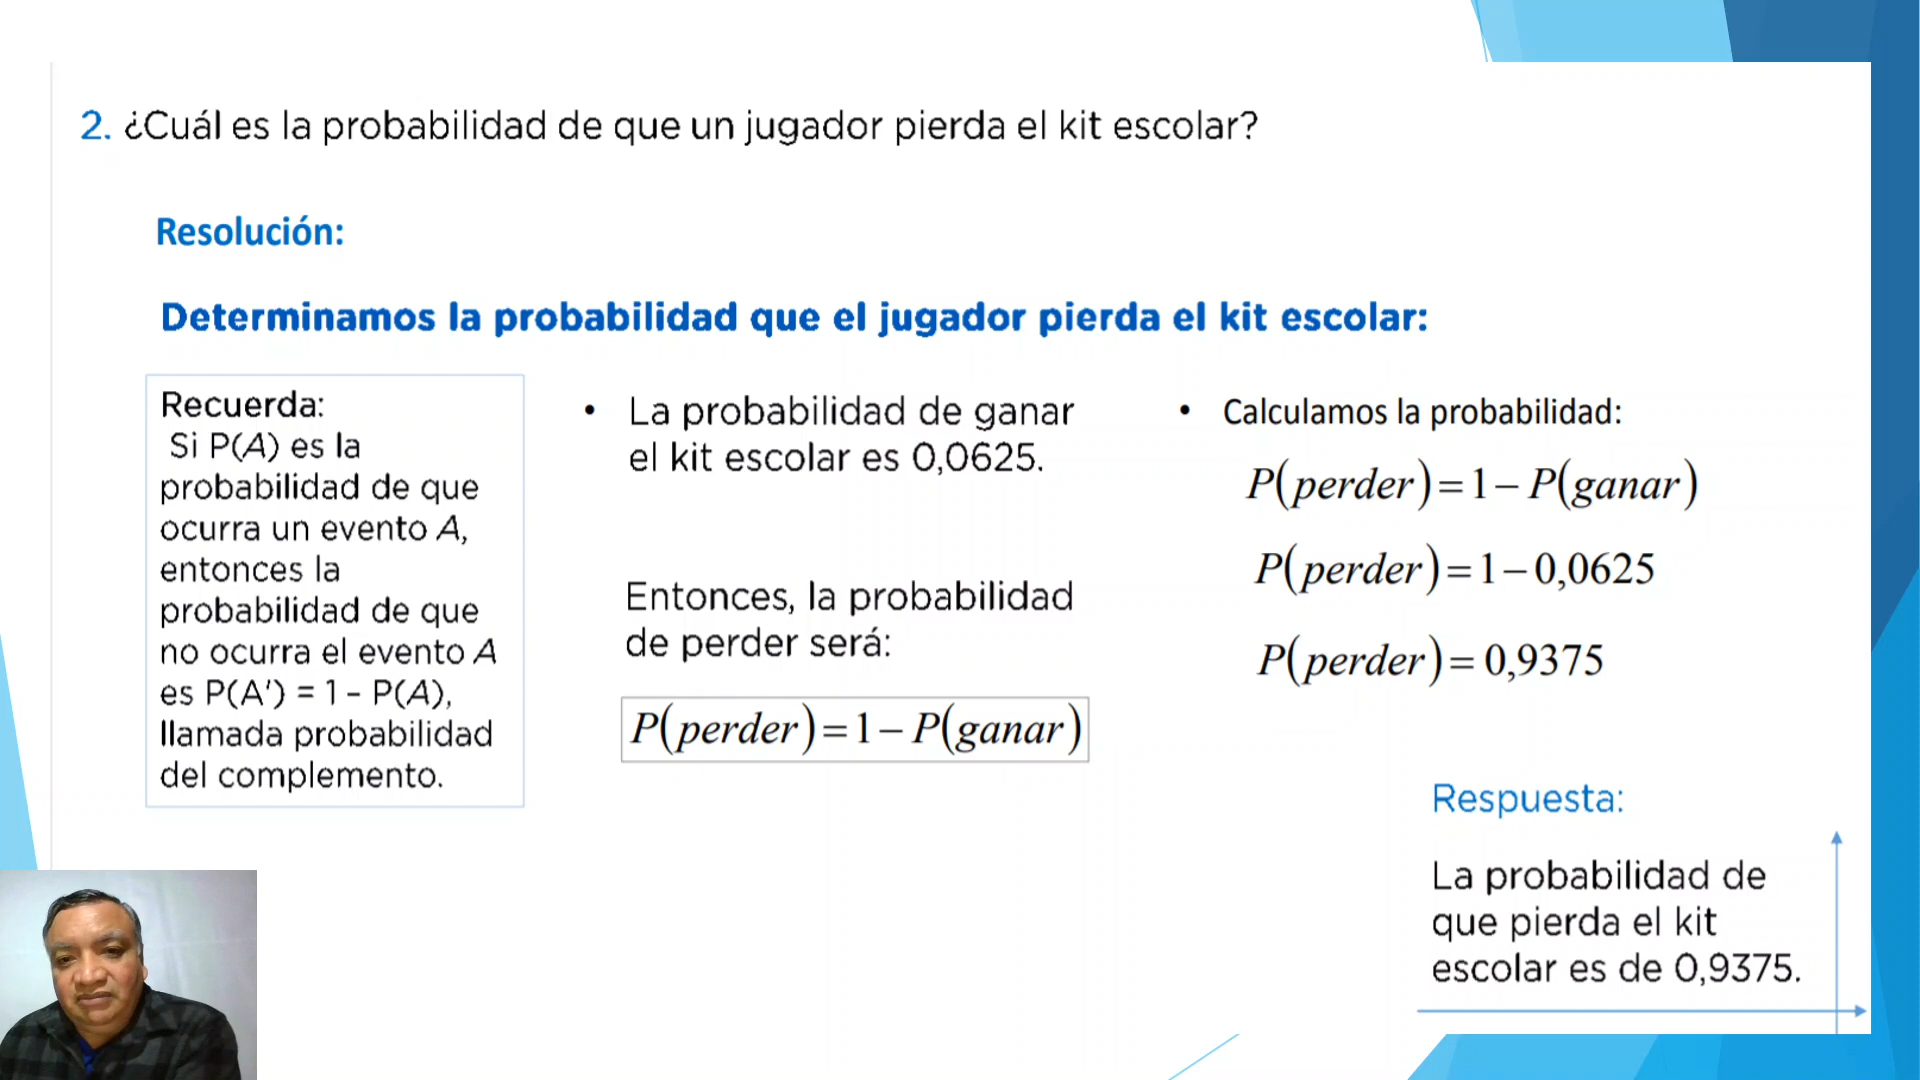 2. ¿Cuál es la probabilidad de que un jugador pierda el kit escolar?
Resolución:
Determinamos la probabilidad que el jugador pierda el kit escolar:
Recuerda:
Si P(A) es la
probabilidad de que
ocurra un evento A,
entonces la
probabilidad de que
no ocurra el evento A
es P(A') = 1 - P(A),
llamada probabilidad
del complemento.
• La probabilidad de ganar
el kit escolar es 0,0625.
Entonces, la probabilidad
de perder será:
P(perder)=1–P(ganar)
• Calculamos la probabilidad:
P(perder)=1–P(ganar)
P(perder)=1–0,0625
P(perder)=0,9375
Respuesta:
La probabilidad de
que pierda el kit
escolar es de 0,9375.